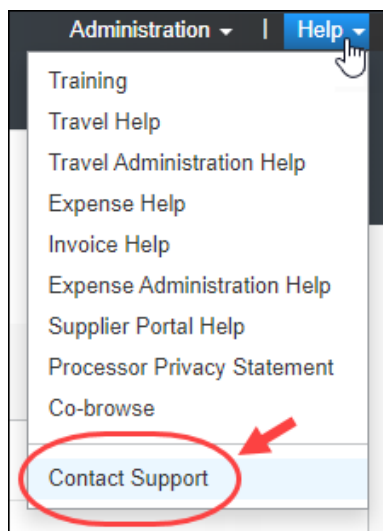 Administration | Help
Training
Travel Help
Travel Administration Help
Expense Help
Invoice Help
Expense Administration Help
Supplier Portal Help
Processor Privacy Statement
Co-browse
Contact Support